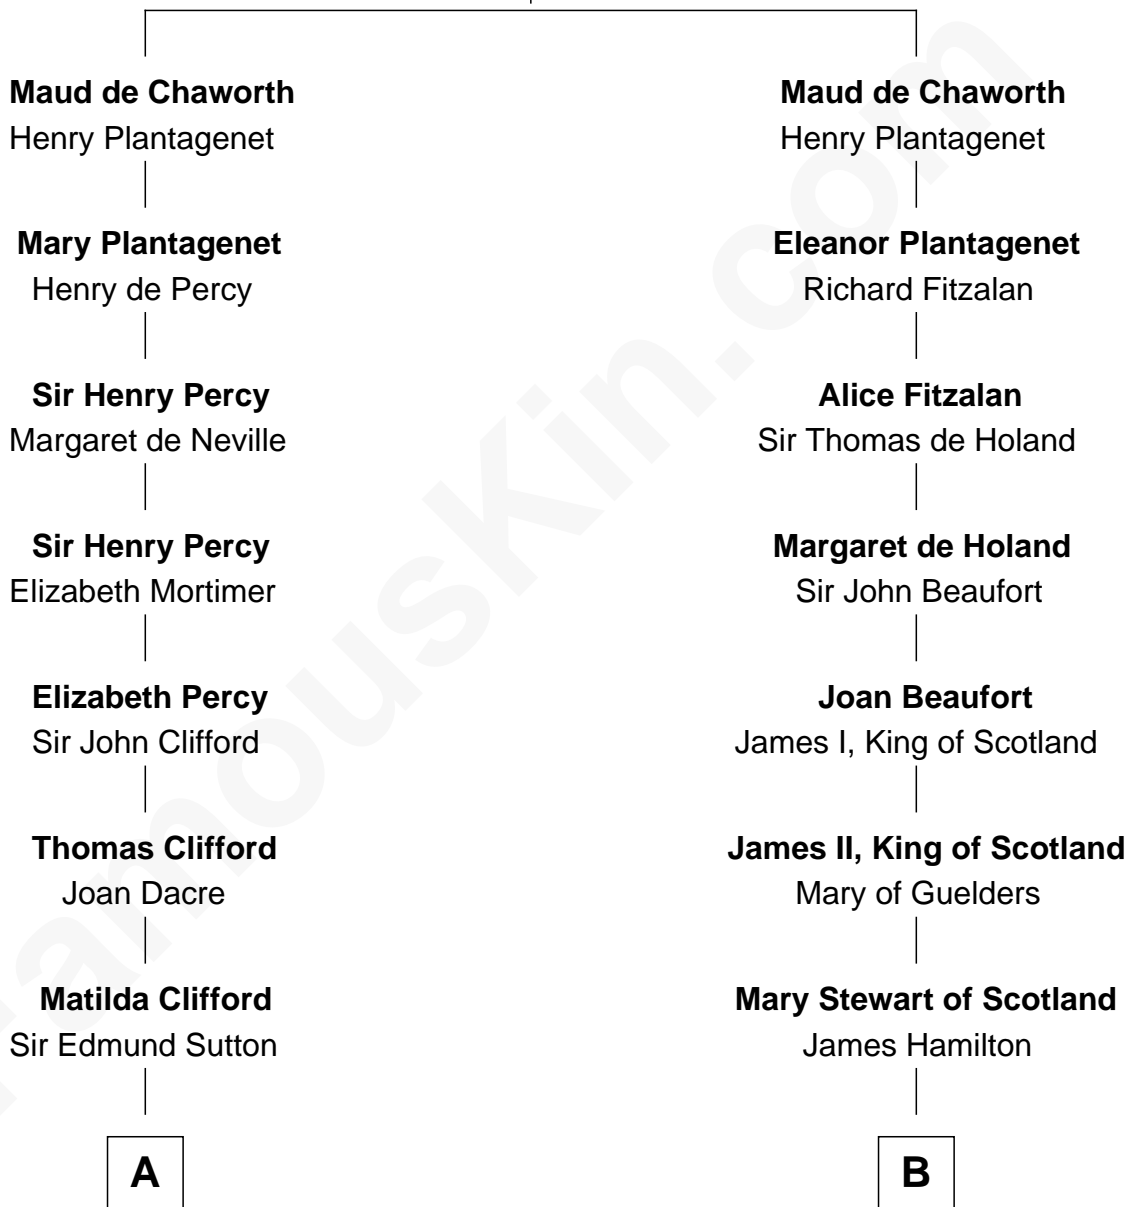 Maud de Chaworth
Henry Plantagenet
Mary Plantagenet
Henry de Percy
Sir Henry Percy
Margaret de Neville
Sir Henry Percy
Elizabeth Mortimer
Elizabeth Percy
Sir John Clifford
Thomas Clifford
Joan Dacre
Matilda Clifford
Sir Edmund Sutton
A
Maud de Chaworth
Henry Plantagenet
Eleanor Plantagenet
Richard Fitzalan
Alice Fitzalan
Sir Thomas de Holand
Margaret de Holand
Sir John Beaufort
Joan Beaufort
James I, King of Scotland
James II, King of Scotland
Mary of Guelders
Mary Stewart of Scotland
James Hamilton
B
FamousKin.com